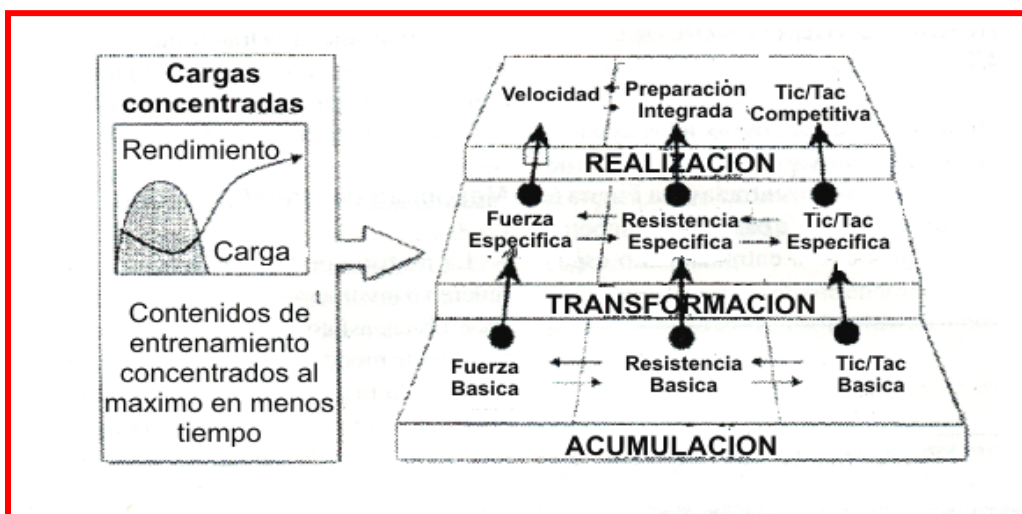 Cargas
concentradas
Rendimiento
Carga
Contenidos de
entrenamiento
concentrados al
maximo en menos
tiempo
Velocidad
Preparación
Integrada
Tic/Tac
Competitiva
REALIZACION
Fuerza
Especifica
Resistencia
Especifica
Tic/Tac
Especifica
TRANSFORMACION
Fuerza
Basica
Resistencia
Basica
Tic/Tac
Basica
ACUMULACION